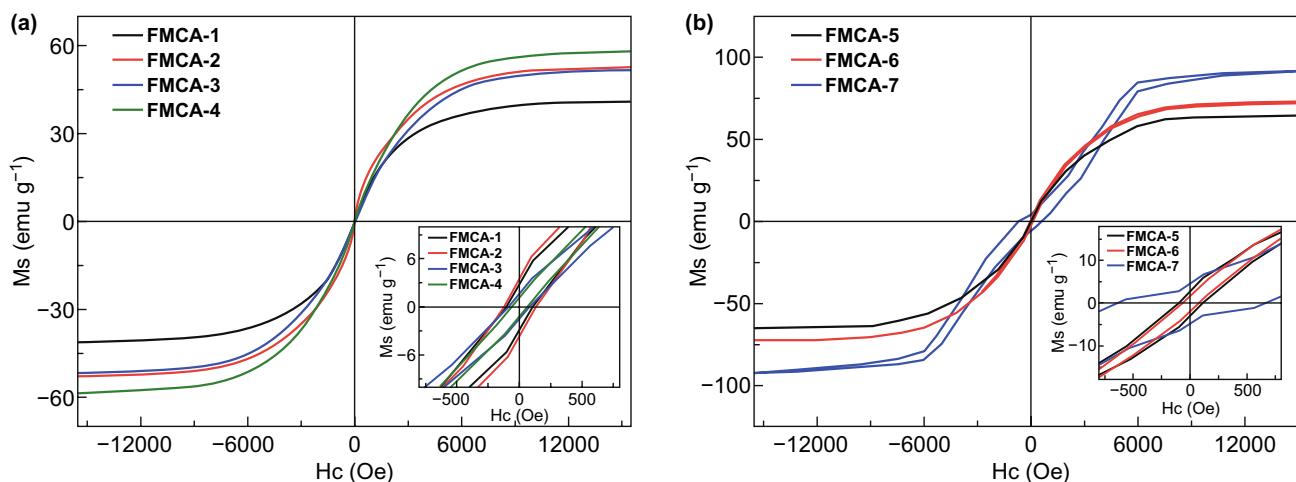 (a)
FMCA-1
FMCA-2
FMCA-3
FMCA-4
60
30
0
−30
−60
Ms (emu g⁻¹)
−12000 −6000 0 6000 12000
Hc (Oe)
FMCA-1
FMCA-2
FMCA-3
FMCA-4
6
0
−6
Ms (emu g⁻¹)
−500 0 500
Hc (Oe)
(b)
FMCA-5
FMCA-6
FMCA-7
100
50
0
−50
−100
Ms (emu g⁻¹)
−12000 −6000 0 6000 12000
Hc (Oe)
FMCA-5
FMCA-6
FMCA-7
10
0
−10
Ms (emu g⁻¹)
−500 0 500
Hc (Oe)